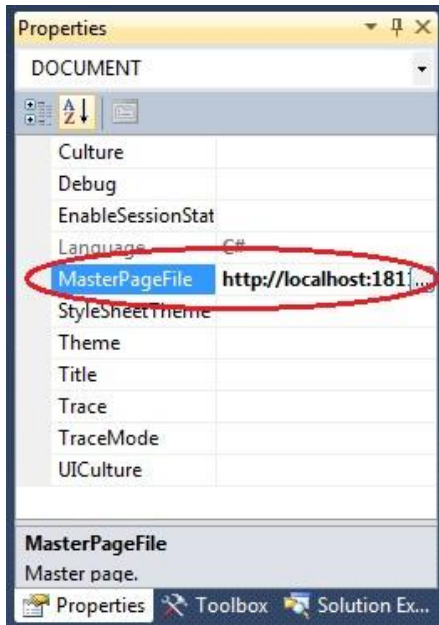 Properties
DOCUMENT
Culture
Debug
EnableSessionStat
Language C#
MasterPageFile http://localhost:181 ...
StyleSheetTheme
Theme
Title
Trace
TraceMode
UICulture
MasterPageFile
Master page.
Properties Toolbox Solution Ex...